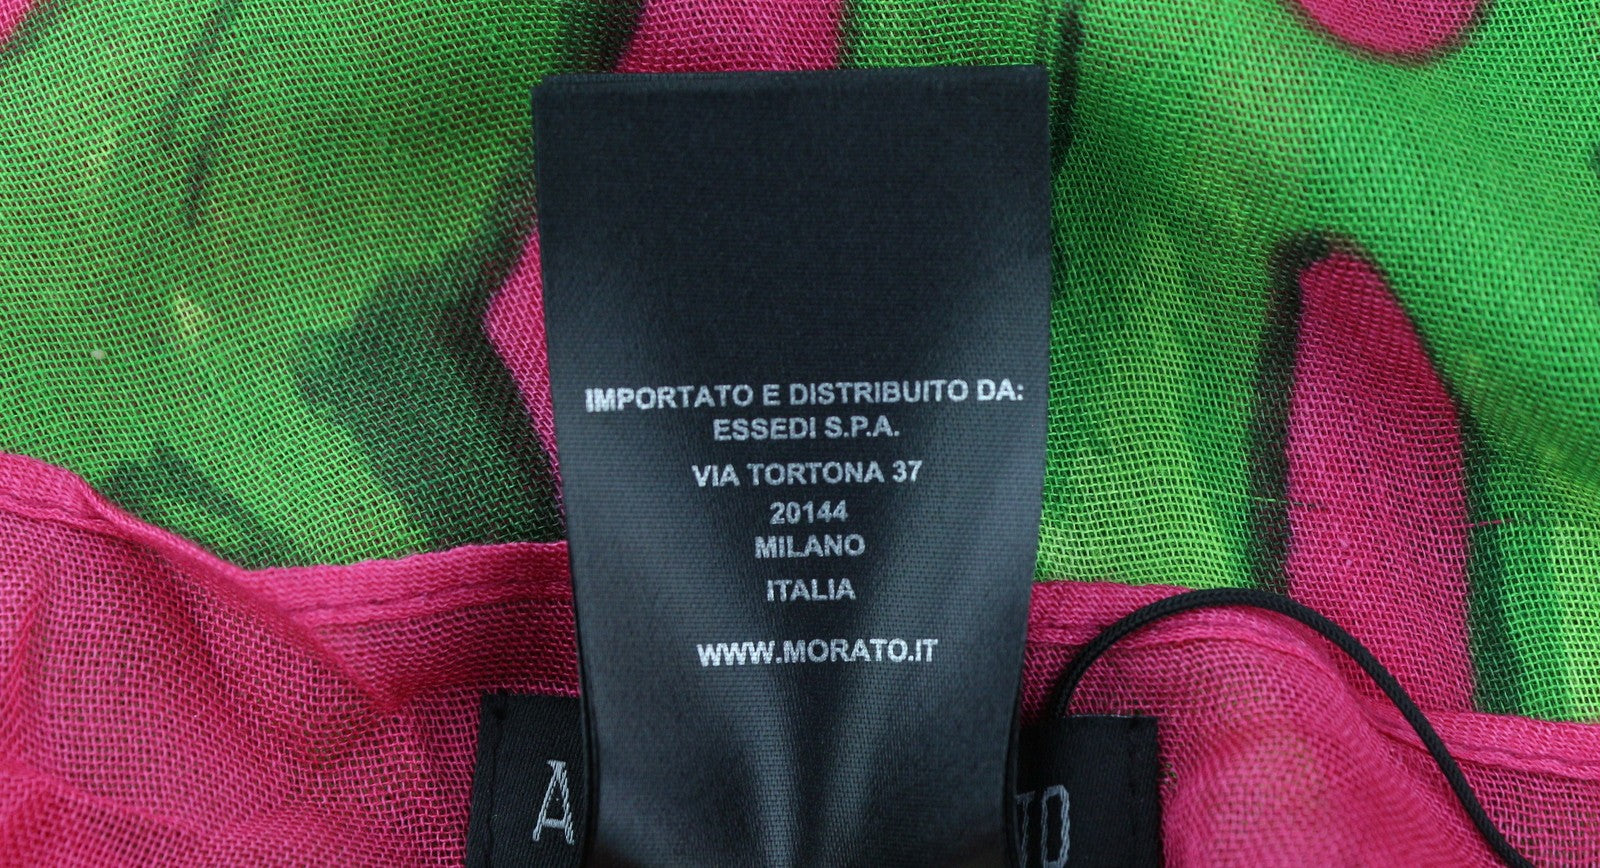 IMPORTATO E DISTRIBUITO DA:
ESSEDI S.P.A.
VIA TORTONA 37
20144
MILANO
ITALIA
WWW.MORATO.IT